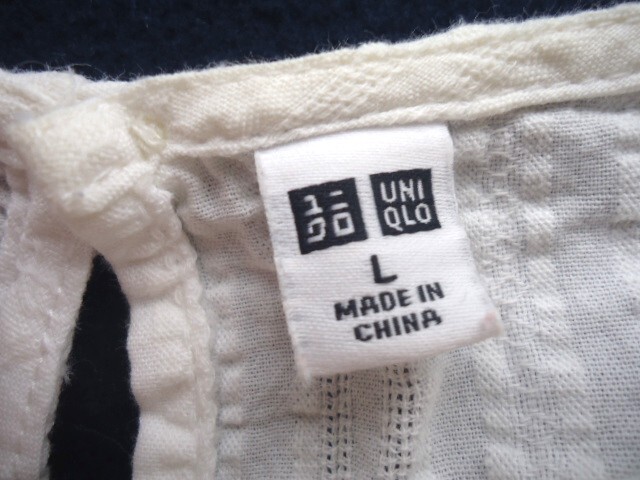 ユニ UNI
クロ QLO
L
MADE IN
CHINA